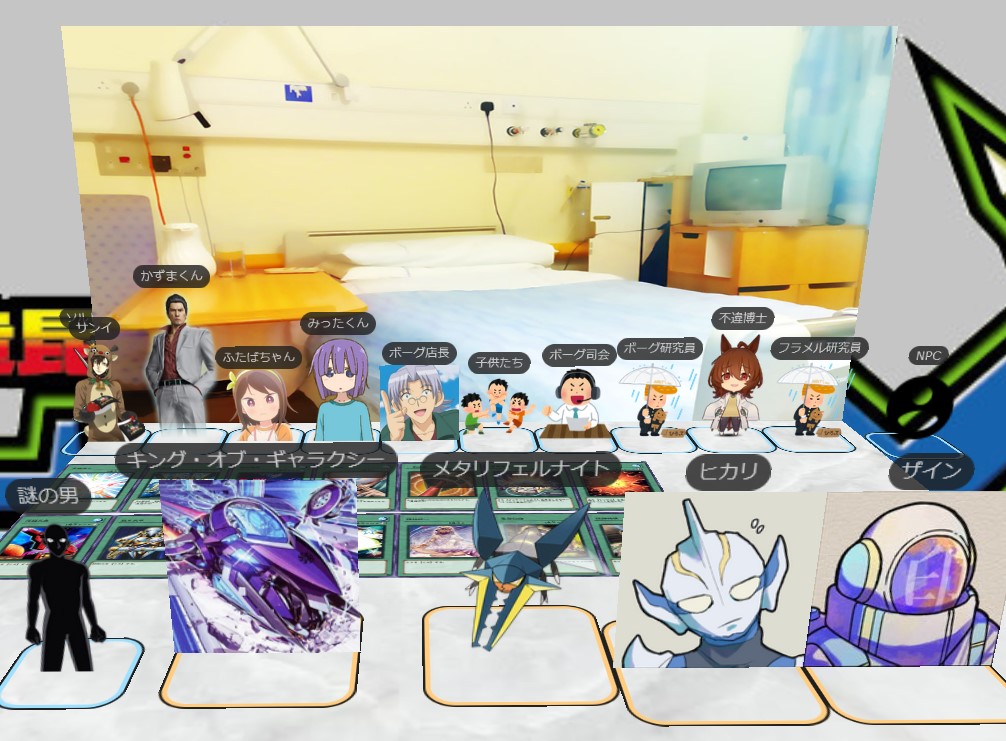 かずまくん
サンイ
ふたばちゃん
みったくん
ボーグ店長
子供たち
ボーグ司会
ボーグ研究員
不遜博士
フラメル研究員
NPC
謎の男
キング・オブ・ギャラクシー
メタリフェルナイト
ヒカリ
ザイン